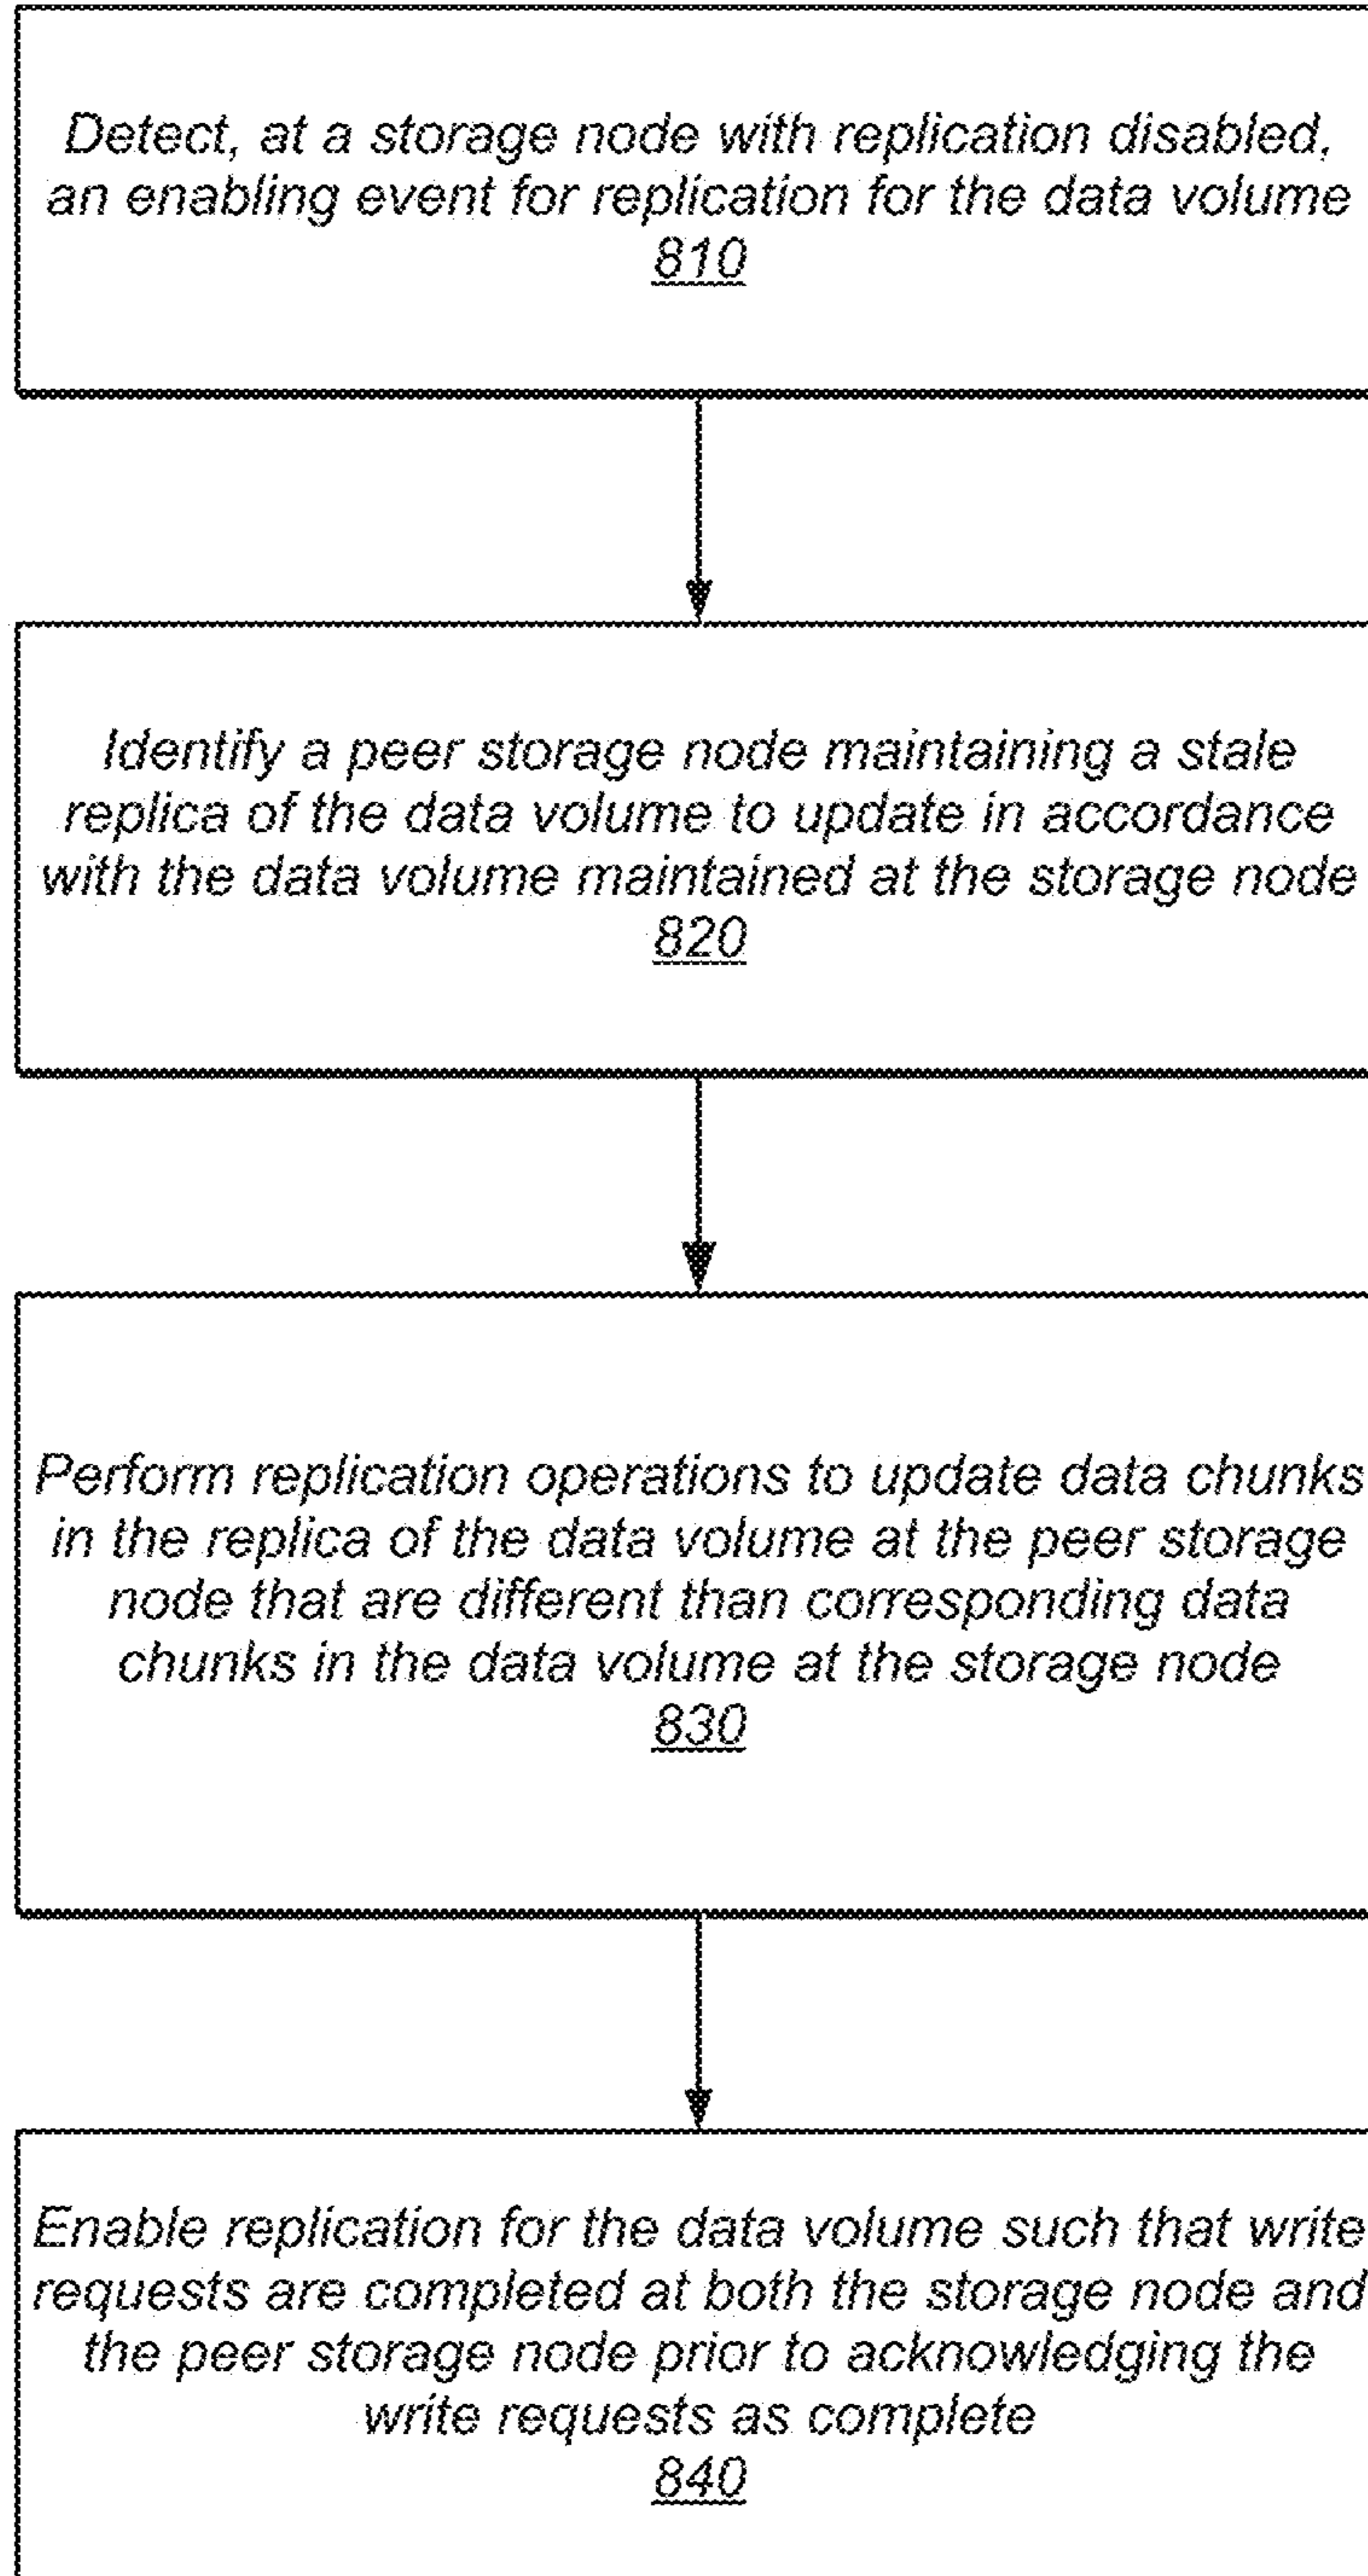 Detect, at a storage node with replication disabled,
an enabling event for replication for the data volume
810
Identify a peer storage node maintaining a stale
replica of the data volume to update in accordance
with the data volume maintained at the storage node
820
Perform replication operations to update data chunks
in the replica of the data volume at the peer storage
node that are different than corresponding data
chunks in the data volume at the storage node
830
Enable replication for the data volume such that write
requests are completed at both the storage node and
the peer storage node prior to acknowledging the
write requests as complete
840